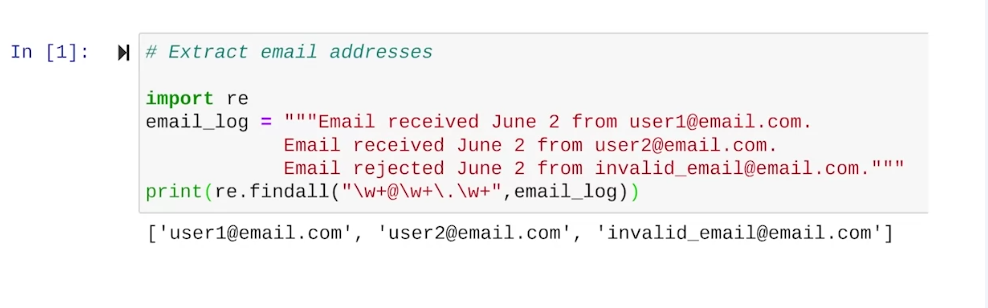 In [1]: # Extract email addresses
import re
email_log = """Email received June 2 from user1@email.com.
Email received June 2 from user2@email.com.
Email rejected June 2 from invalid_email@email.com."""
print(re.findall("\w+@\w+\.\w+",email_log))
['user1@email.com', 'user2@email.com', 'invalid_email@email.com']